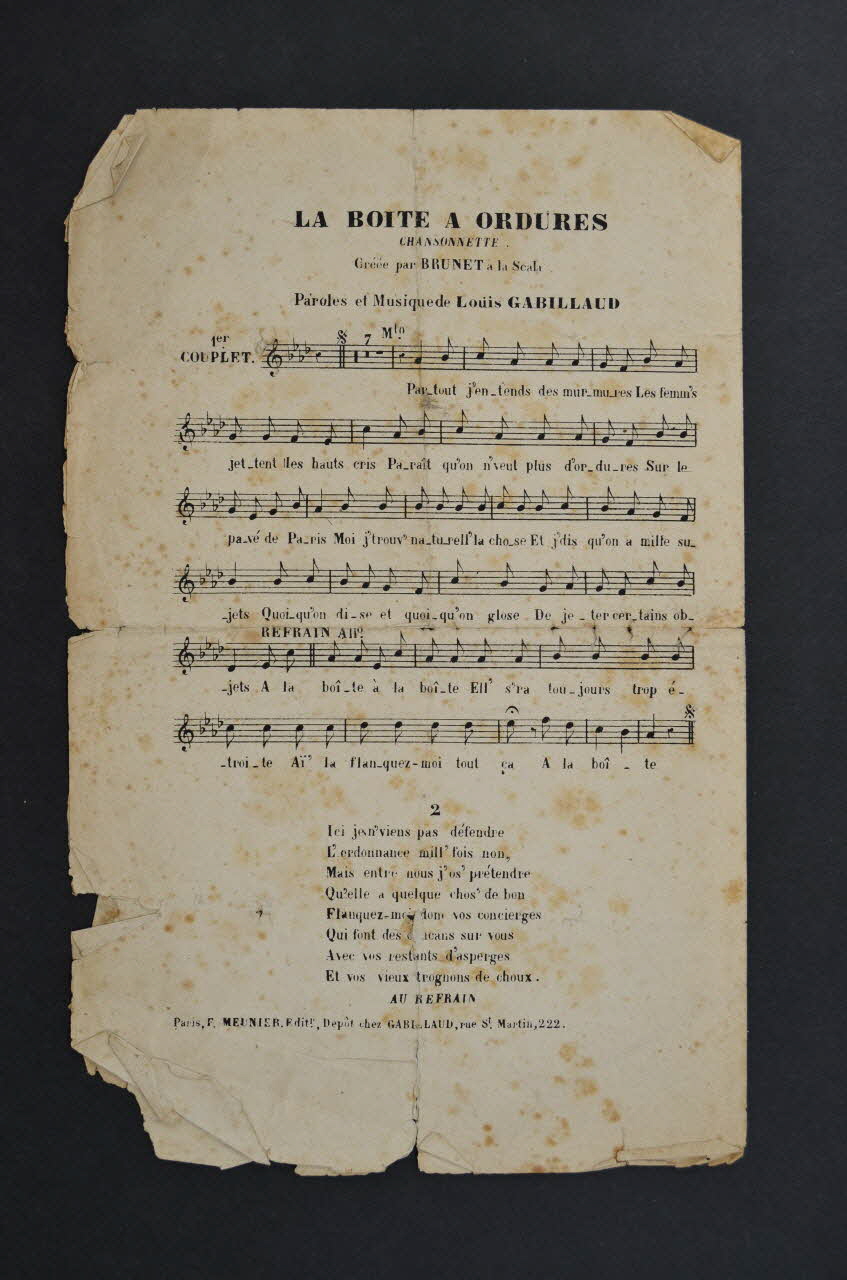 LA BOITE A ORDURES
CHANSONNETTE.
Créée par BRUNET à la Scala.
Paroles et Musique de Louis GABILLAUD
1er COUPLET.
7 Mto
Par_tout j'en_tends des mur_mu_res Les femm's
jet_tent des hauts cris Pa_raît qu'on n'veut plus d'or_du_res Sur le
pa_vé de Pa_ris Moi j'trouv' na_tu_rell' la cho_se Et j'dis qu'on a mille su_
_jets Quoi_qu'on di_se et quoi_qu'on glose De je_ter cer_tains ob_
REFRAIN All?
_jets A la boî_te à la boî_te Ell' s'ra tou_jours trop é_
_troi_te Aï' la flan_quez-moi tout ça A la boî_te
2
Ici je n'viens pas défendre
L'ordonnance mill' fois non,
Mais entre nous j'os' prétendre
Qu'elle a quelque chos' de bon
Flanquez-moi donc vos concierges
Qui font des cancans sur vous
Avec vos restants d'asperges
Et vos vieux trognons de choux.
AU REFRAIN
Paris, F. MEUNIER, Editr, Dépôt chez GABILLAUD, rue St Martin, 222.